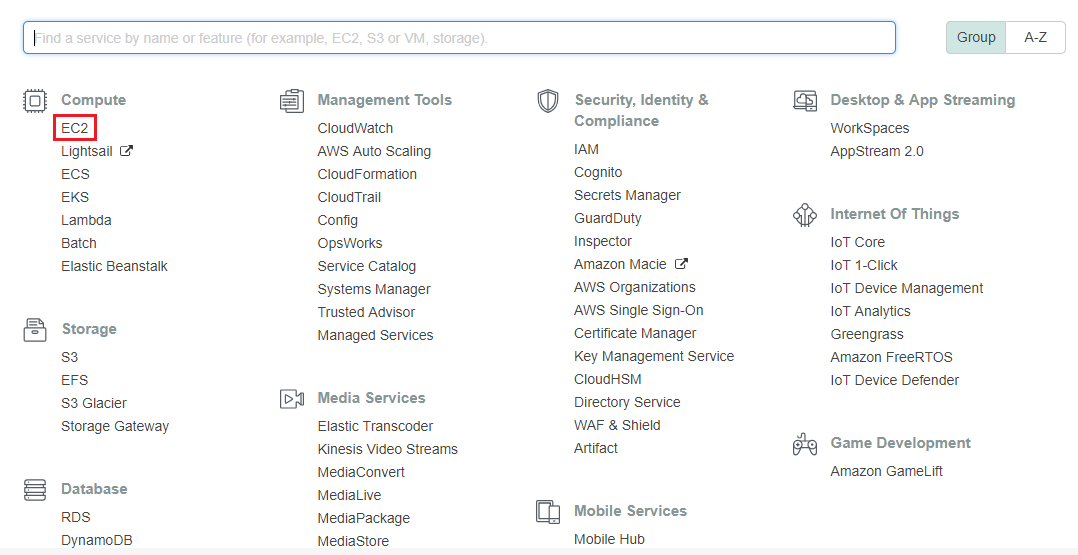 Find a service by name or feature (for example, EC2, S3 or VM, storage).
Group
A-Z
Compute
EC2
Lightsail
ECS
EKS
Lambda
Batch
Elastic Beanstalk
Storage
S3
EFS
S3 Glacier
Storage Gateway
Database
RDS
DynamoDB
Management Tools
CloudWatch
AWS Auto Scaling
CloudFormation
CloudTrail
Config
OpsWorks
Service Catalog
Systems Manager
Trusted Advisor
Managed Services
Media Services
Elastic Transcoder
Kinesis Video Streams
MediaConvert
MediaLive
MediaPackage
MediaStore
Security, Identity &
Compliance
IAM
Cognito
Secrets Manager
GuardDuty
Inspector
Amazon Macie
AWS Organizations
AWS Single Sign-On
Certificate Manager
Key Management Service
CloudHSM
Directory Service
WAF & Shield
Artifact
Mobile Services
Mobile Hub
Desktop & App Streaming
WorkSpaces
AppStream 2.0
Internet Of Things
IoT Core
IoT 1-Click
IoT Device Management
IoT Analytics
Greengrass
Amazon FreeRTOS
IoT Device Defender
Game Development
Amazon GameLift